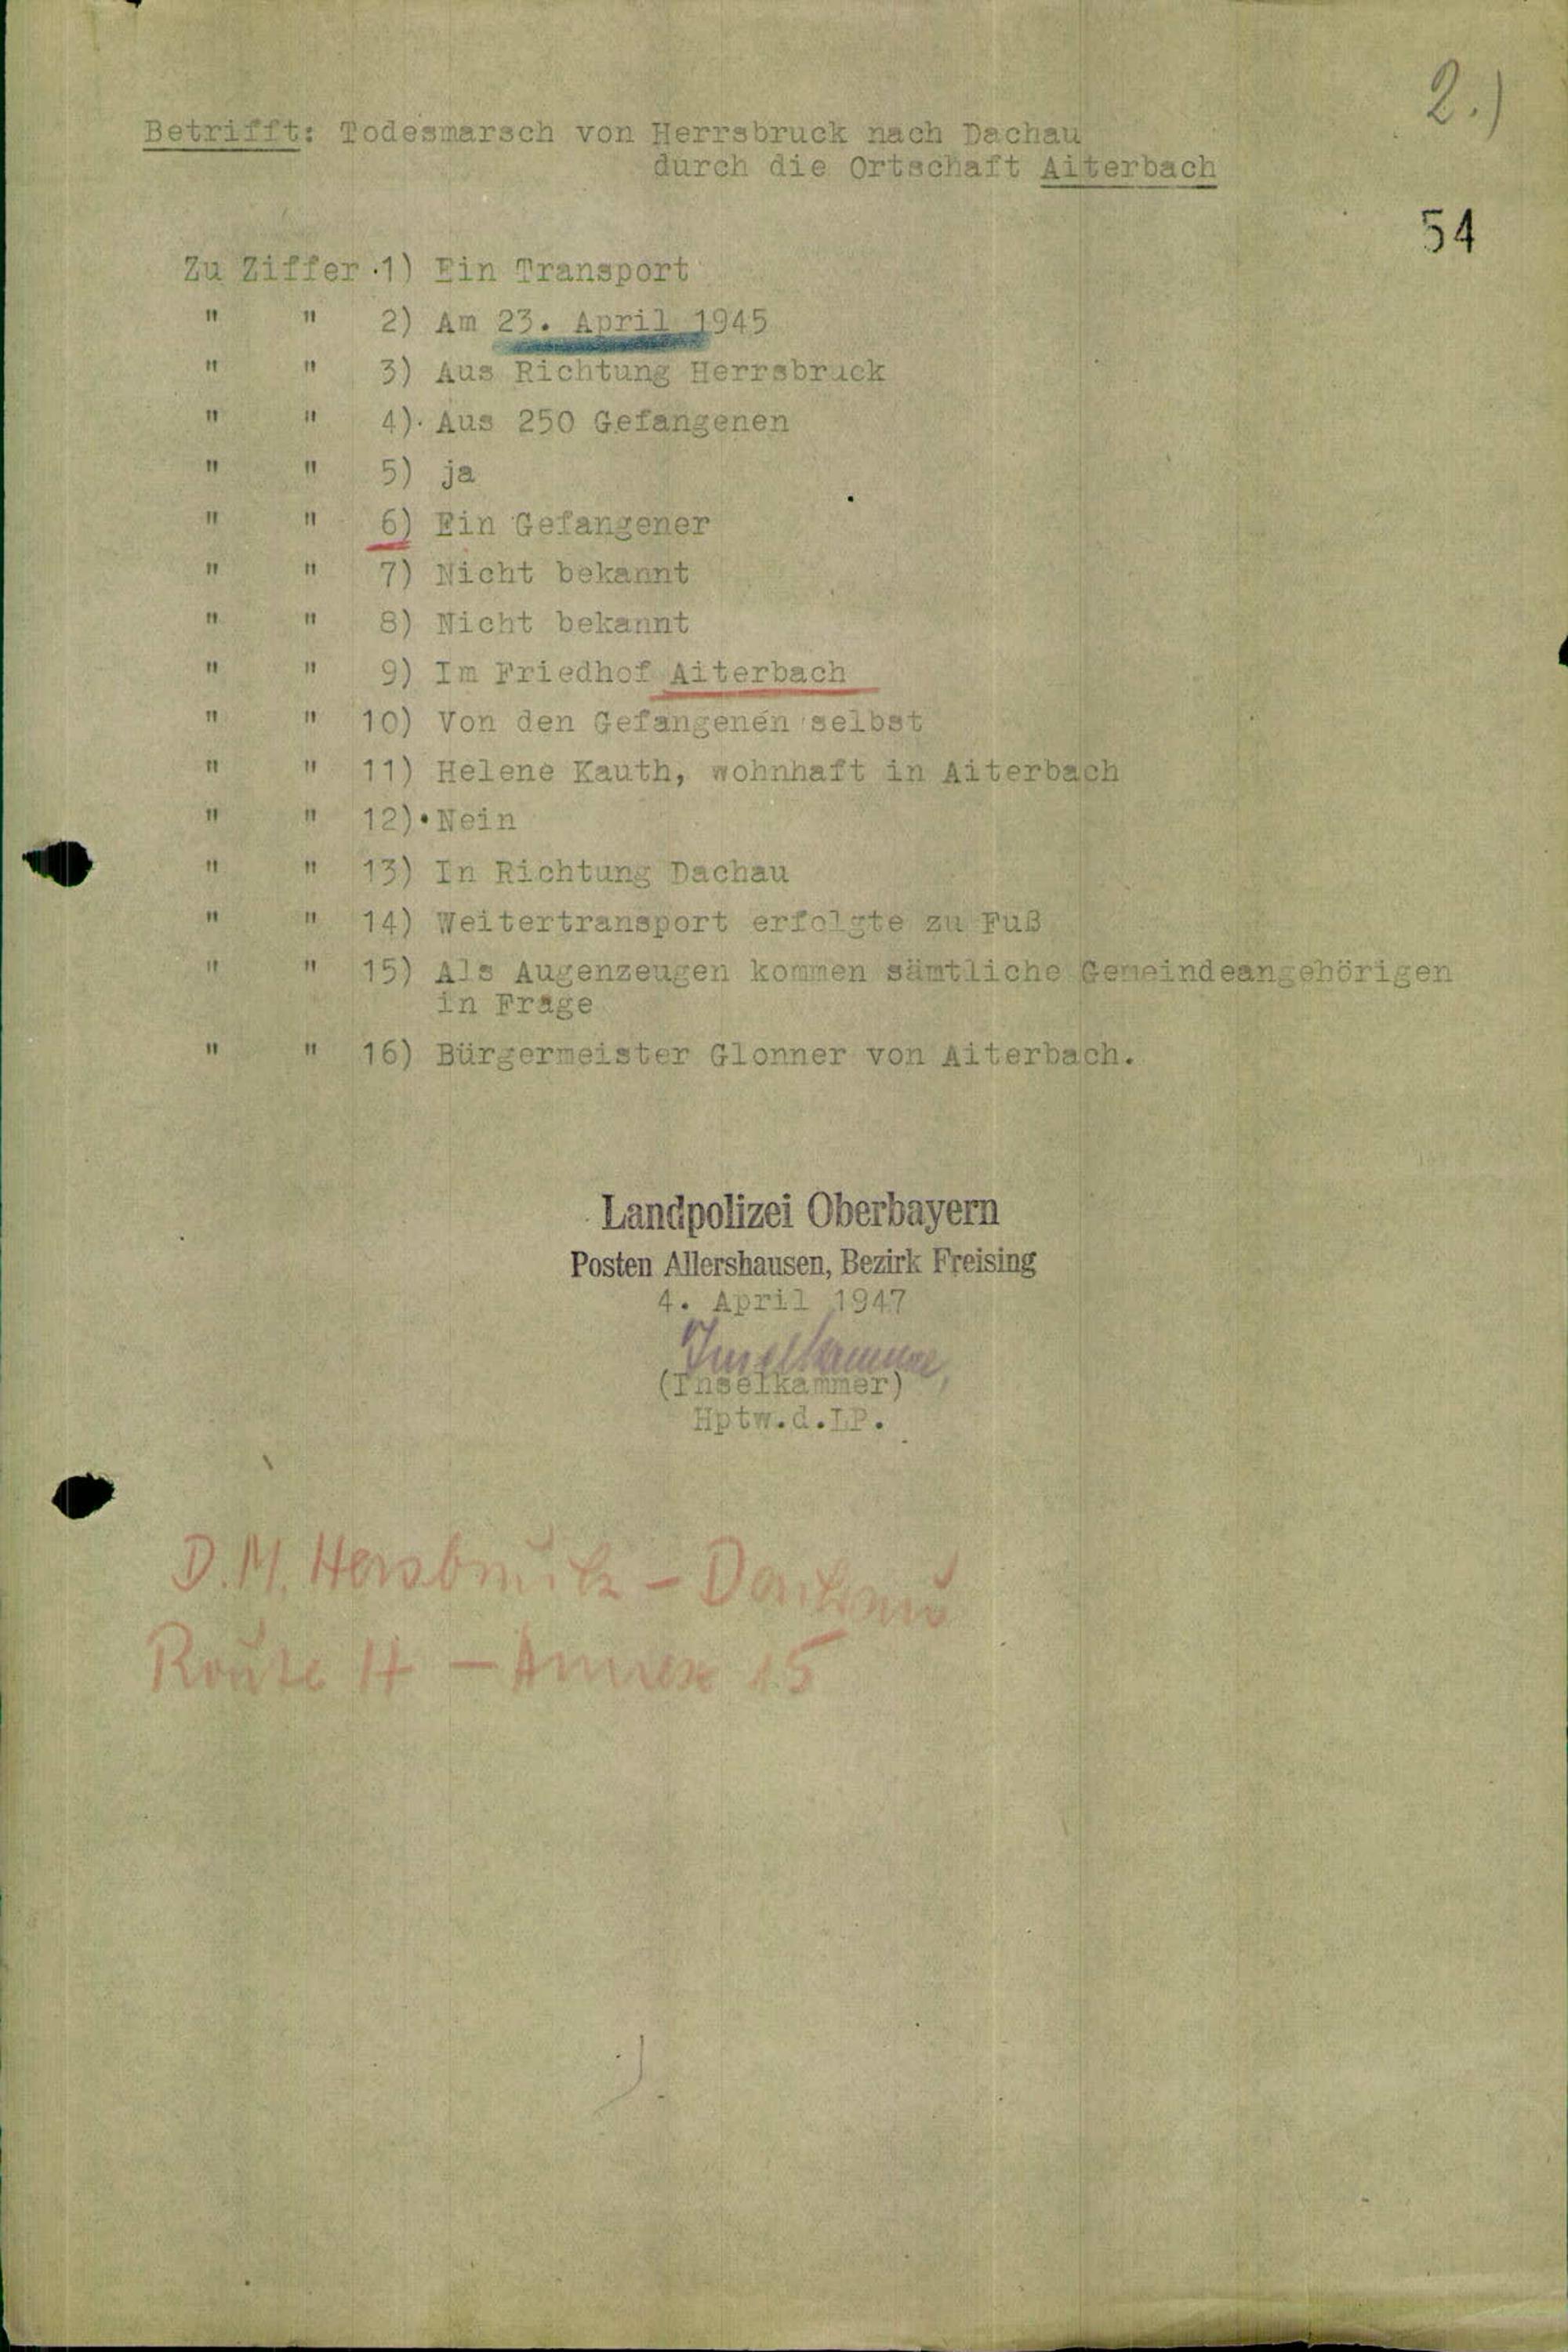 2.)
Betrifft: Todesmarsch von Herrsbruck nach Dachau
durch die Ortschaft Aiterbach
54
Zu Ziffer 1) Ein Transport
" " 2) Am 23. April 1945
" " 3) Aus Richtung Herrsbruck
" " 4) Aus 250 Gefangenen
" " 5) ja
" " 6) Ein Gefangener
" " 7) Nicht bekannt
" " 8) Nicht bekannt
" " 9) Im Friedhof Aiterbach
" " 10) Von den Gefangenen selbst
" " 11) Helene Kauth, wohnhaft in Aiterbach
" " 12) Nein
" " 13) In Richtung Dachau
" " 14) Weitertransport erfolgte zu Fuß
" " 15) Als Augenzeugen kommen sämtliche Gemeindeangehörigen
in Frage
" " 16) Bürgermeister Glonner von Aiterbach.
Landpolizei Oberbayern
Posten Allershausen, Bezirk Freising
4. April 1947
Inselkammer
(Inselkammer)
Hptw.d.LP.
D.M. Hersbruck - Dachau
Route H - Annex 15